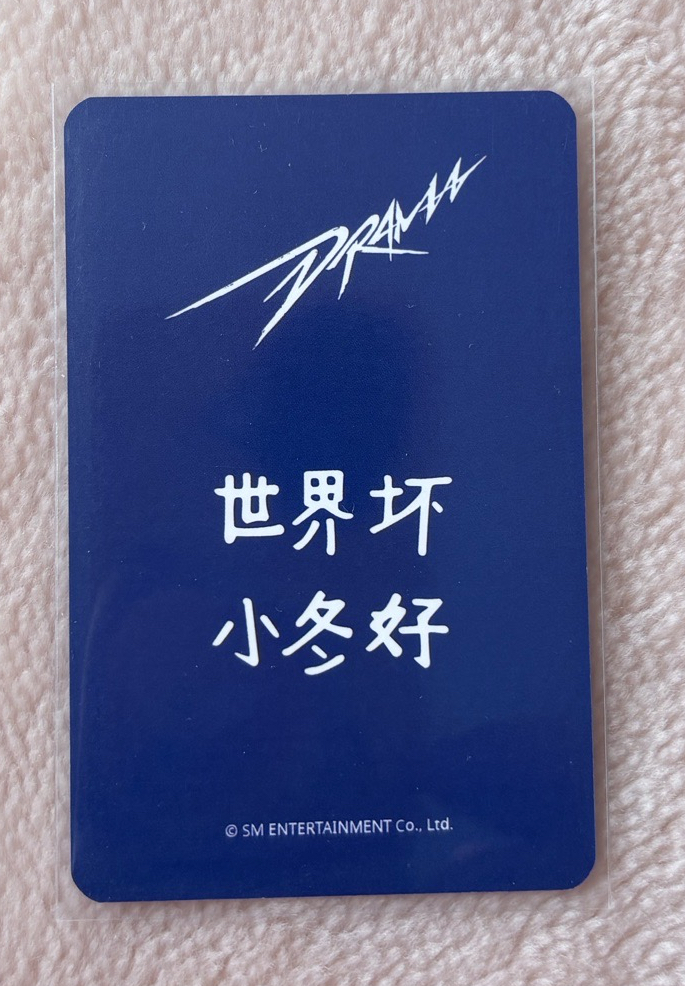 DRAMA
世界坏
小冬好
© SM ENTERTAINMENT Co., Ltd.